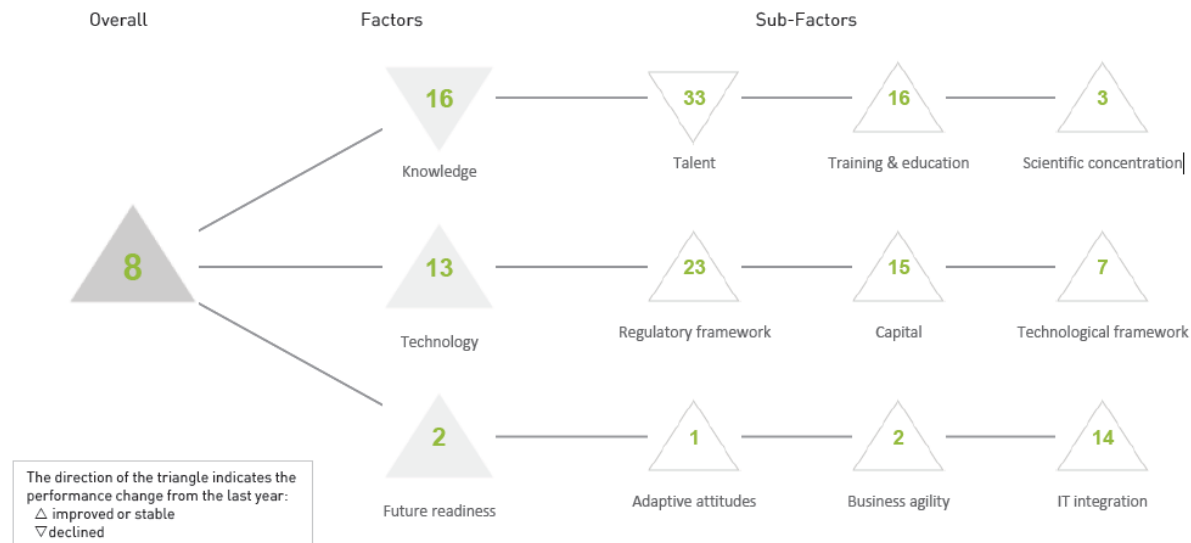 Overall Factors Sub-Factors
16 33 16 3
Knowledge Talent Training & education Scientific concentration
8 13 23 15 7
Technology Regulatory framework Capital Technological framework
2 1 2 14
Future readiness Adaptive attitudes Business agility IT integration
The direction of the triangle indicates the
performance change from the last year:
△ improved or stable
▽ declined